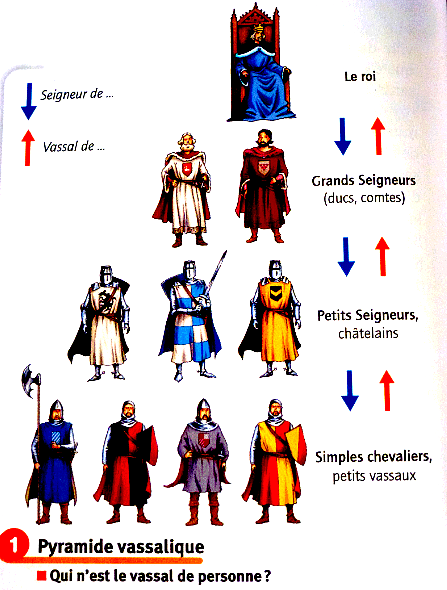 Le roi
Seigneur de ...
Vassal de ...
Grands Seigneurs
(ducs, comtes)
Petits Seigneurs,
châtelains
Simples chevaliers,
petits vassaux
1 Pyramide vassalique
Qui n'est le vassal de personne ?